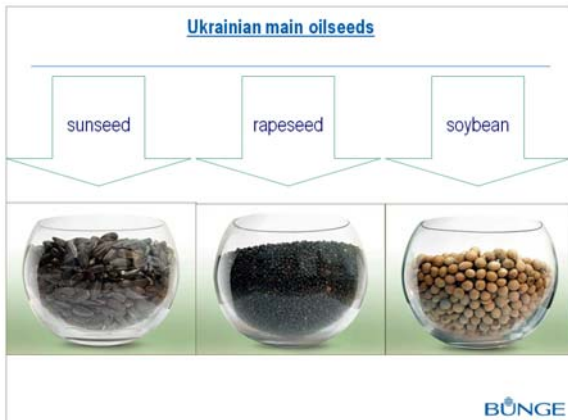 Ukrainian main oilseeds
sunseed
rapeseed
soybean
BUNGE